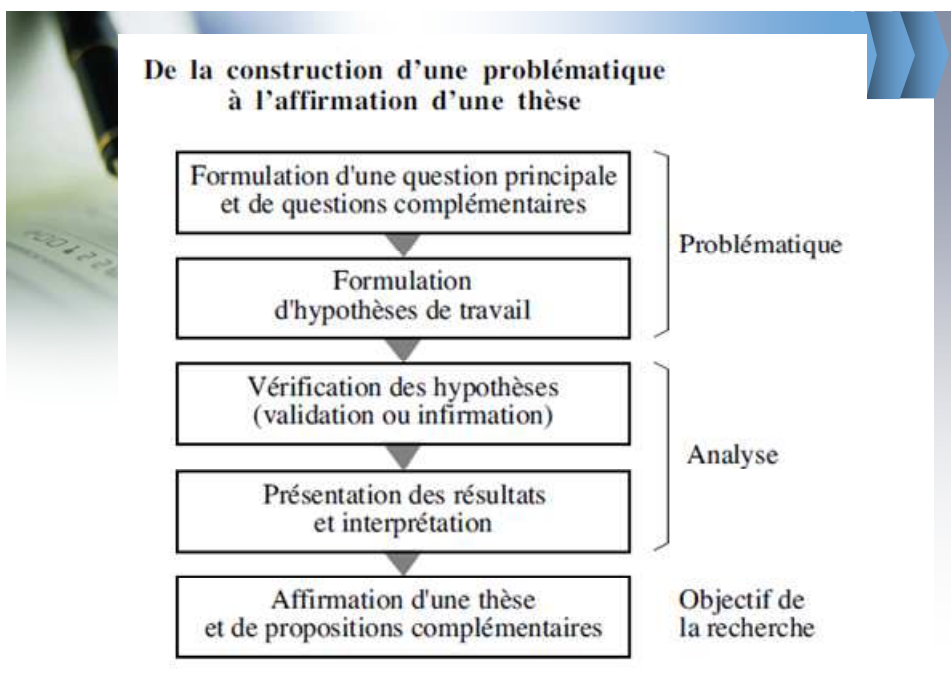 De la construction d'une problématique
à l'affirmation d'une thèse
Formulation d'une question principale
et de questions complémentaires
Formulation
d'hypothèses de travail
Problématique
Vérification des hypothèses
(validation ou infirmation)
Présentation des résultats
et interprétation
Analyse
Affirmation d'une thèse
et de propositions complémentaires
Objectif de
la recherche